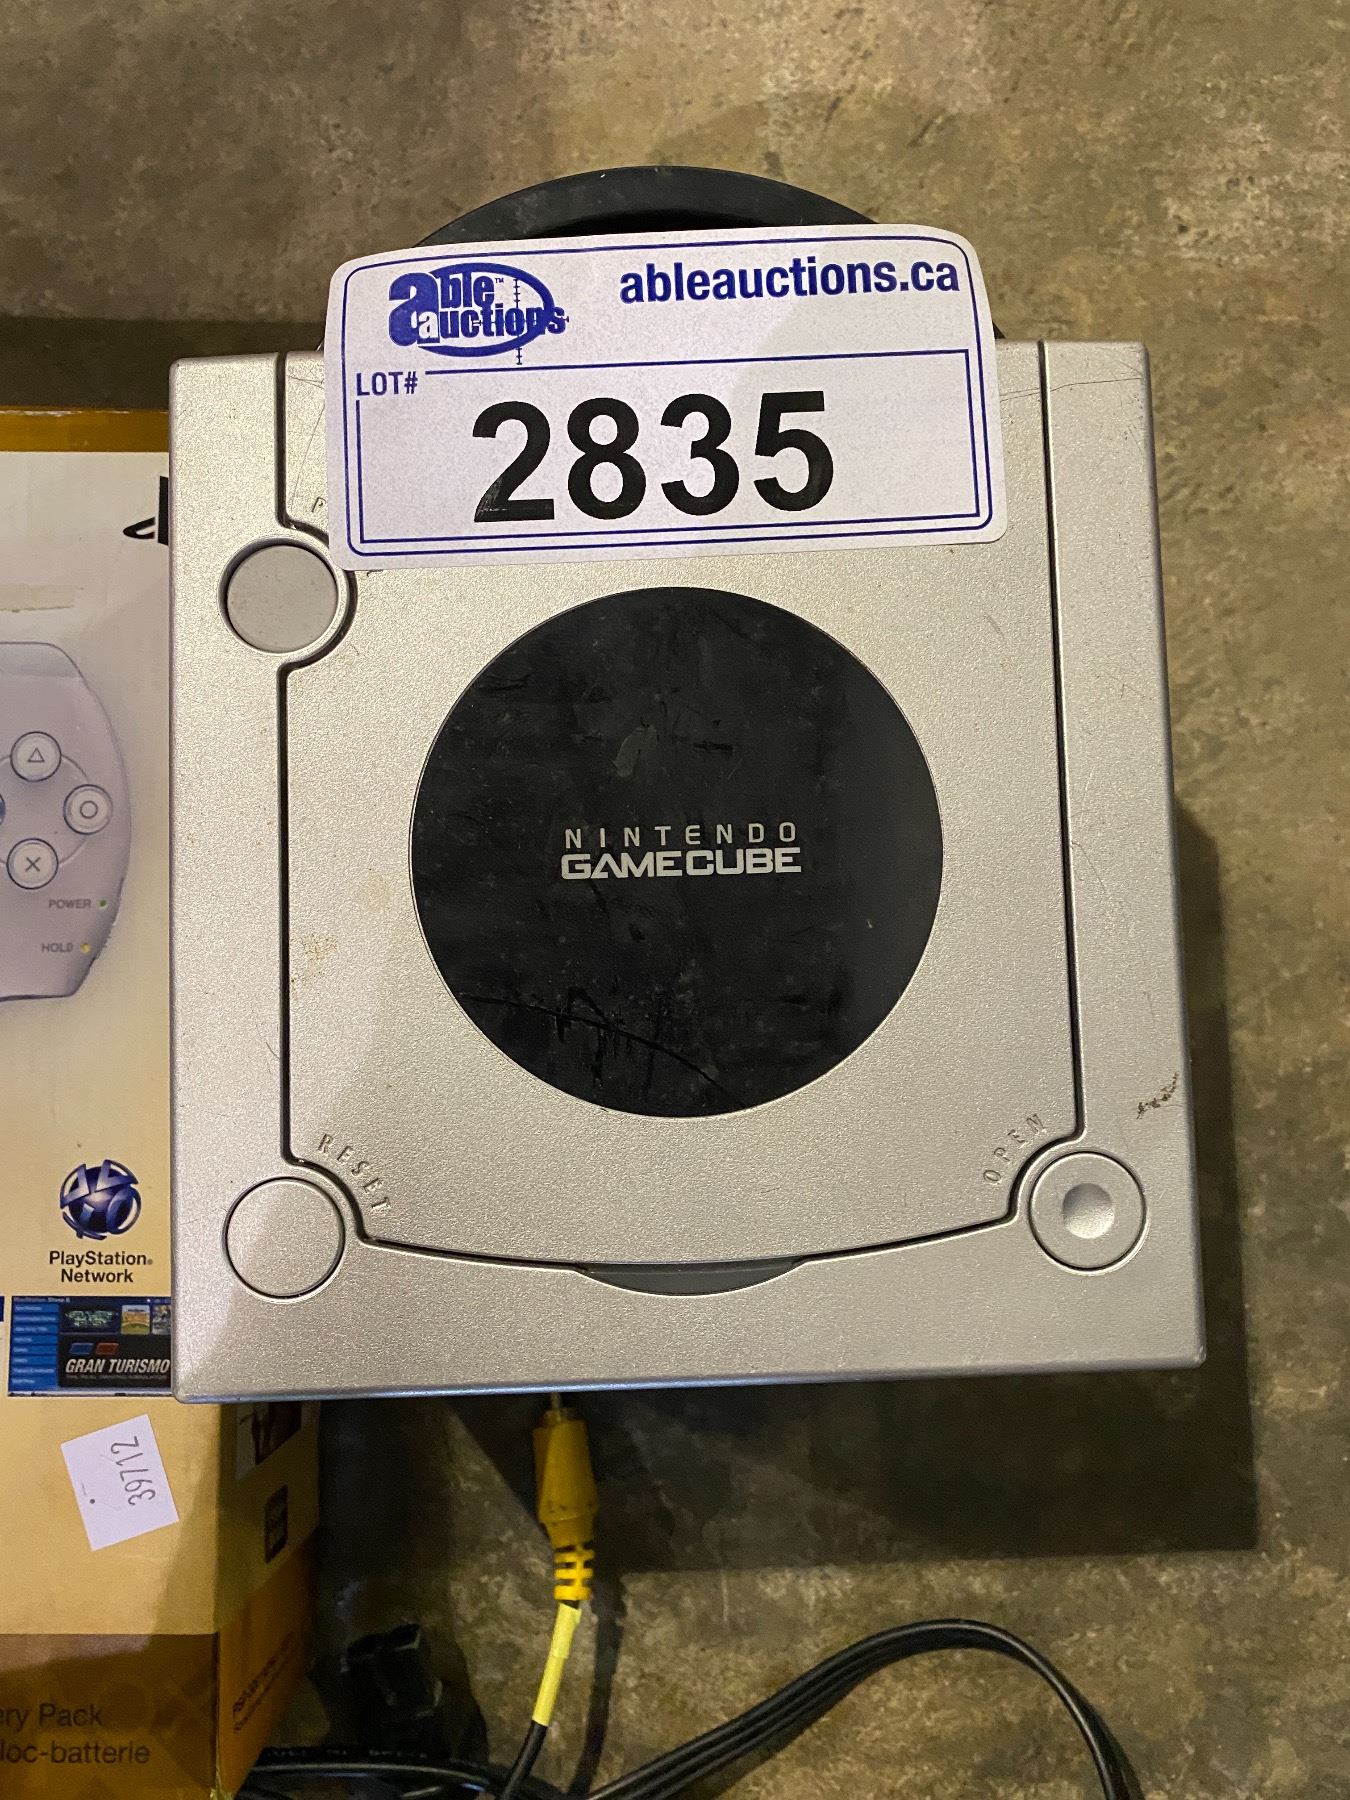 able™
auctions
ableauctions.ca
LOT#
2835
NINTENDO
GAMECUBE
RESET
OPEN
POWER
HOLD
PlayStation®
Network
GRAN TURISMO
39712
ery Pack
loc-batterie